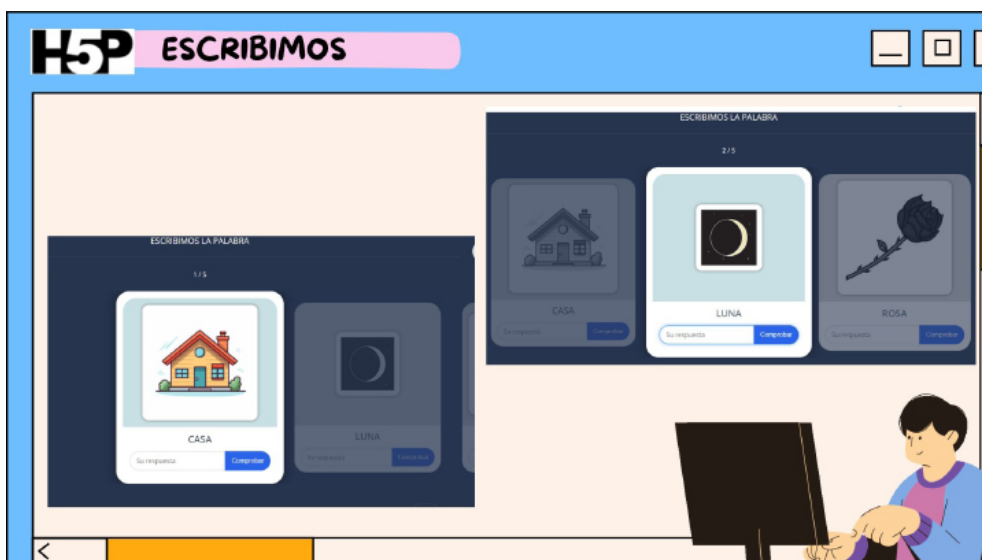 H5P ESCRIBIMOS
ESCRIBIMOS LA PALABRA
1 / 5
CASA
Su respuesta Comprobar
LUNA
Su respuesta Comprobar
ESCRIBIMOS LA PALABRA
2 / 5
CASA
Su respuesta Comprobar
LUNA
Su respuesta Comprobar
ROSA
Su respuesta Comprobar